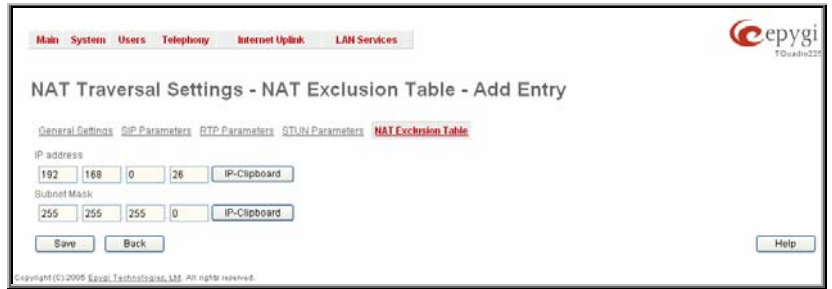 Main System Users Telephony Internet Uplink LAN Services
epygi
TQuadro225
NAT Traversal Settings - NAT Exclusion Table - Add Entry
General Settings SIP Parameters RTP Parameters STUN Parameters NAT Exclusion Table
IP address
192 168 0 26 IP-Clipboard
Subnet Mask
255 255 255 0 IP-Clipboard
Save Back Help
Copyright (C) 2005 Epygi Technologies, Ltd. All rights reserved.